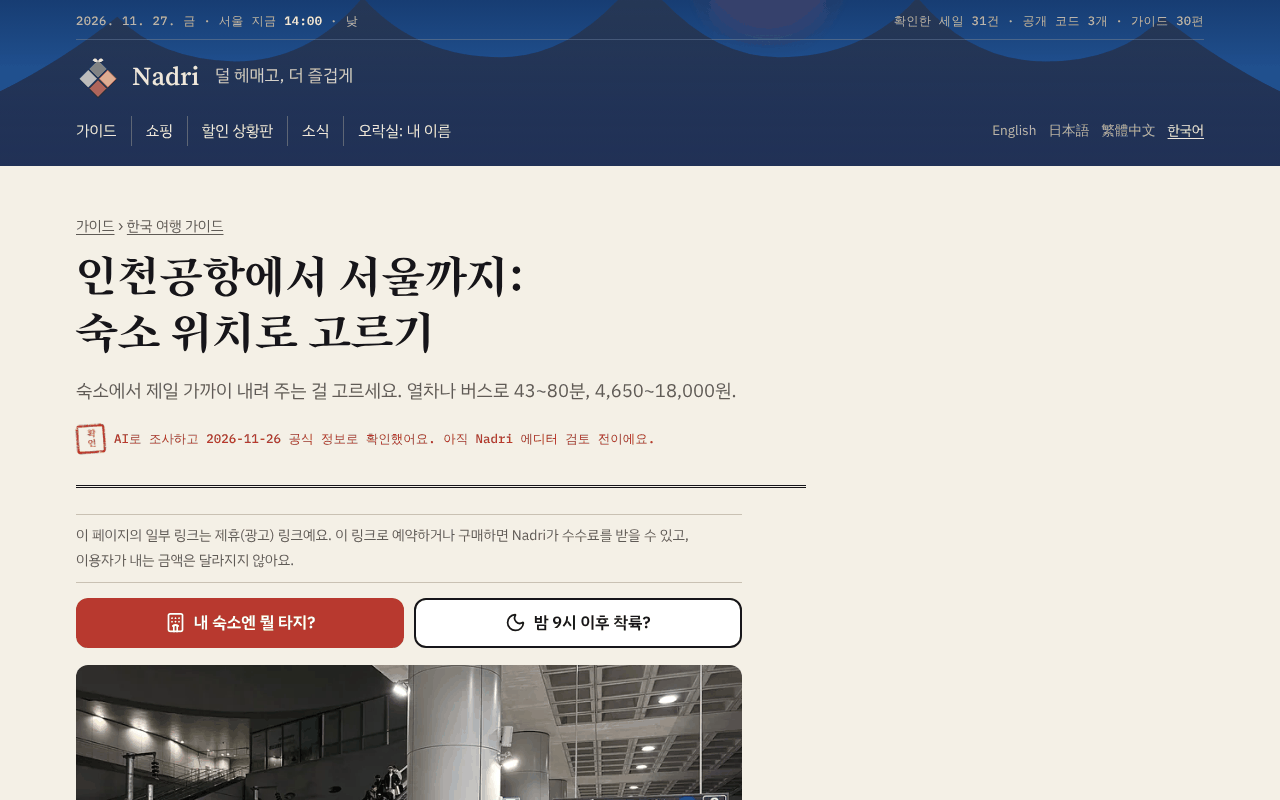 2026. 11. 27. 금 · 서울 지금 14:00 · 낮
확인한 세일 31건 · 공개 코드 3개 · 가이드 30편
Nadri 덜 헤매고, 더 즐겁게
가이드 쇼핑 할인 상황판 소식 오락실: 내 이름
English 日本語 繁體中文 한국어
가이드 › 한국 여행 가이드
인천공항에서 서울까지:
숙소 위치로 고르기
숙소에서 제일 가까이 내려 주는 걸 고르세요. 열차나 버스로 43~80분, 4,650~18,000원.
확인
AI로 조사하고 2026-11-26 공식 정보로 확인했어요. 아직 Nadri 에디터 검토 전이에요.
이 페이지의 일부 링크는 제휴(광고) 링크예요. 이 링크로 예약하거나 구매하면 Nadri가 수수료를 받을 수 있고,
이용자가 내는 금액은 달라지지 않아요.
내 숙소엔 뭘 타지?
밤 9시 이후 착륙?